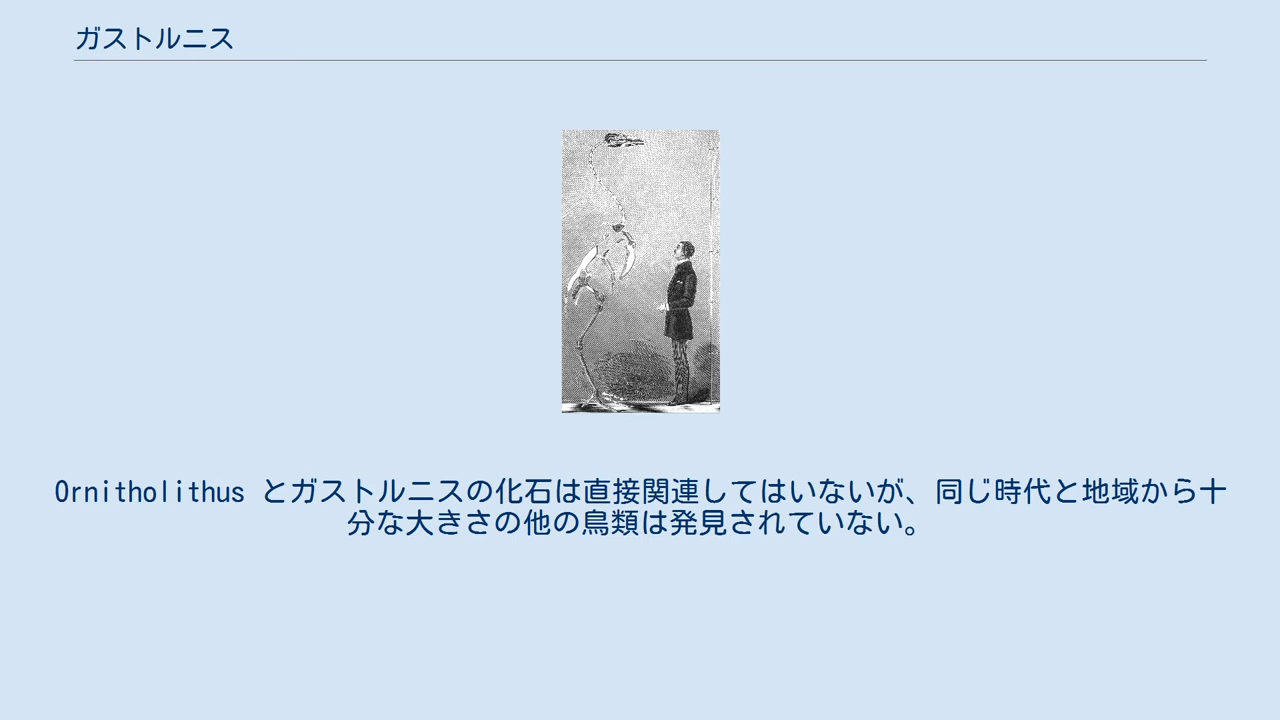 ガストルニス
Ornitholithus とガストルニスの化石は直接関連してはいないが、同じ時代と地域から十
分な大きさの他の鳥類は発見されていない。